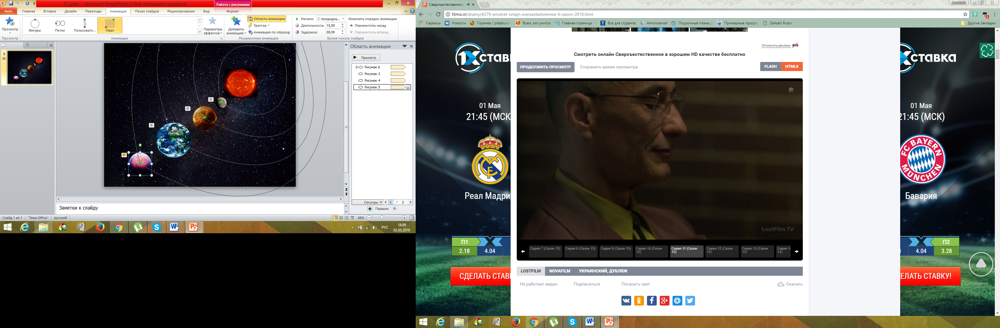 CC.pptx - Microsoft PowerPoint (Сбой активации продукта)
Работа с рисунками
Файл
Главная
Вставка
Дизайн
Переходы
Анимация
Показ слайдов
Рецензирование
Вид
Формат
Просмотр
Фигуры
Петли
Пользовате...
Овал
Параметры эффектов
Добавить анимацию
Область анимации
Триггер
Анимация по образцу
Начало: С предыдущ...
Длительность: 15,00
Задержка: 00,00
Изменить порядок анимации
Переместить назад
Переместить вперед
Просмотр
Анимация
Расширенная анимация
Время показа слайдов
1
0
0
0
0
Область анимации
Просмотр
0 Рисунок 6
Рисунок 3
Рисунок 4
Рисунок 5
Секунды 0 2
Порядок
Заметки к слайду
Слайд 1 из 1
"Тема Office"
русский
66%
РУС
18:09
02.05.2018
Сверхъестественное
Anastasia
filmix.nl/dramy/6379-smotret-onlajn-sverxestestvennoe-6-sezon-2010.html
6
Сервисы
Новости
Горячее / pikabu.ru
Всем, кто учится.
Главная страница -
Все для студента
Антиплагиат
Поурочные планы,р
Примерные програм
Zerkalo Rutor
Другие закладки
Отключить рекламу ADS
Смотреть онлайн Сверхъестественное в хорошем HD качестве бесплатно
ПРОДОЛЖИТЬ ПРОСМОТР
Сохранить время просмотра
FLASH
HTML5
1Xстав
01 Мая
21:45 (МСК
Реал Мадри
П1
2.18
4.04
СДЕЛАТЬ СТАВ
LostFilm.TV
Серия 7 (Сезон 13)
Серия 8 (Сезон 13)
Серия 9 (Сезон 13)
Серия 10 (Сезон 13)
Серия 11 (Сезон 13)
Серия 12 (Сезон 13)
Серия 13 (Сезон 13)
Серия 14 13)
LOSTFILM
NOVAFILM
УКРАИНСКИЙ, ДУБЛЯЖ
Не работает видео
Подписаться
Погасить свет
Скачать
Xставка
01 Мая
21:45 (МСК)
FC BAYERN
MÜNCHEN
Бавария
П2
4.04
3.28
ЕЛАТЬ СТАВКУ!
Наверх